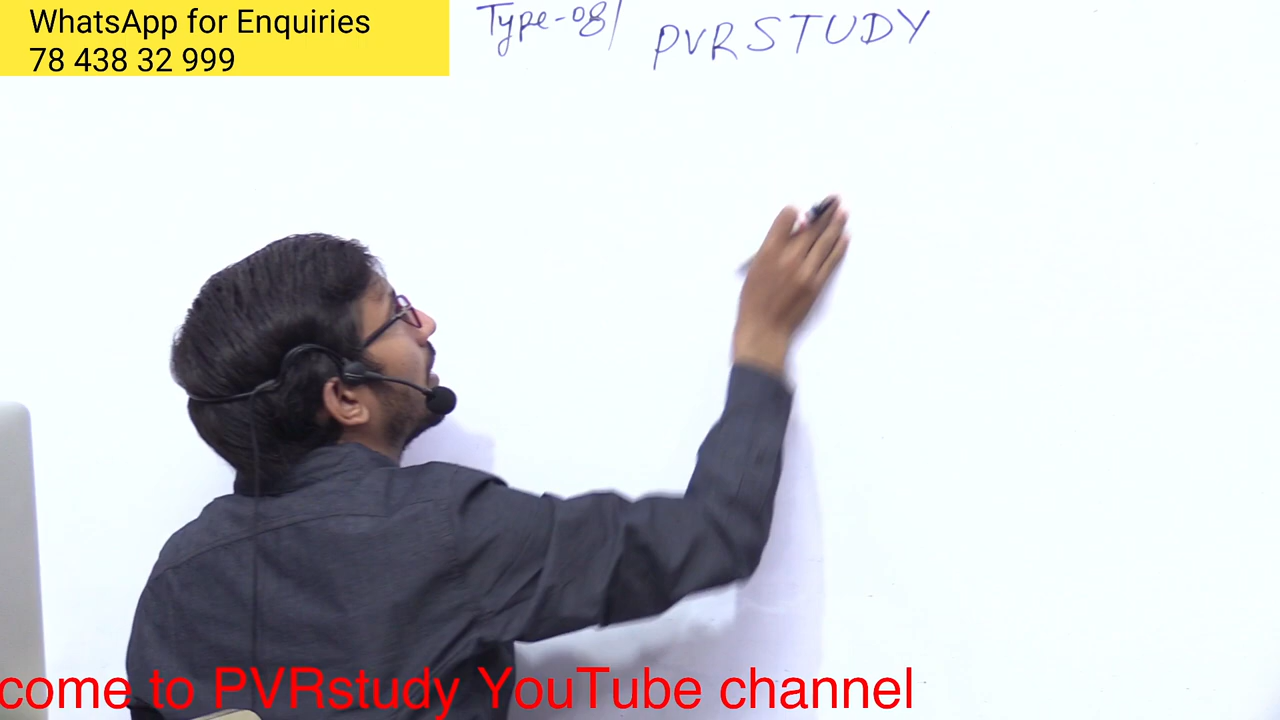 WhatsApp for Enquiries
78 438 32 999
Type-08/ PVRSTUDY
come to PVRstudy YouTube channel